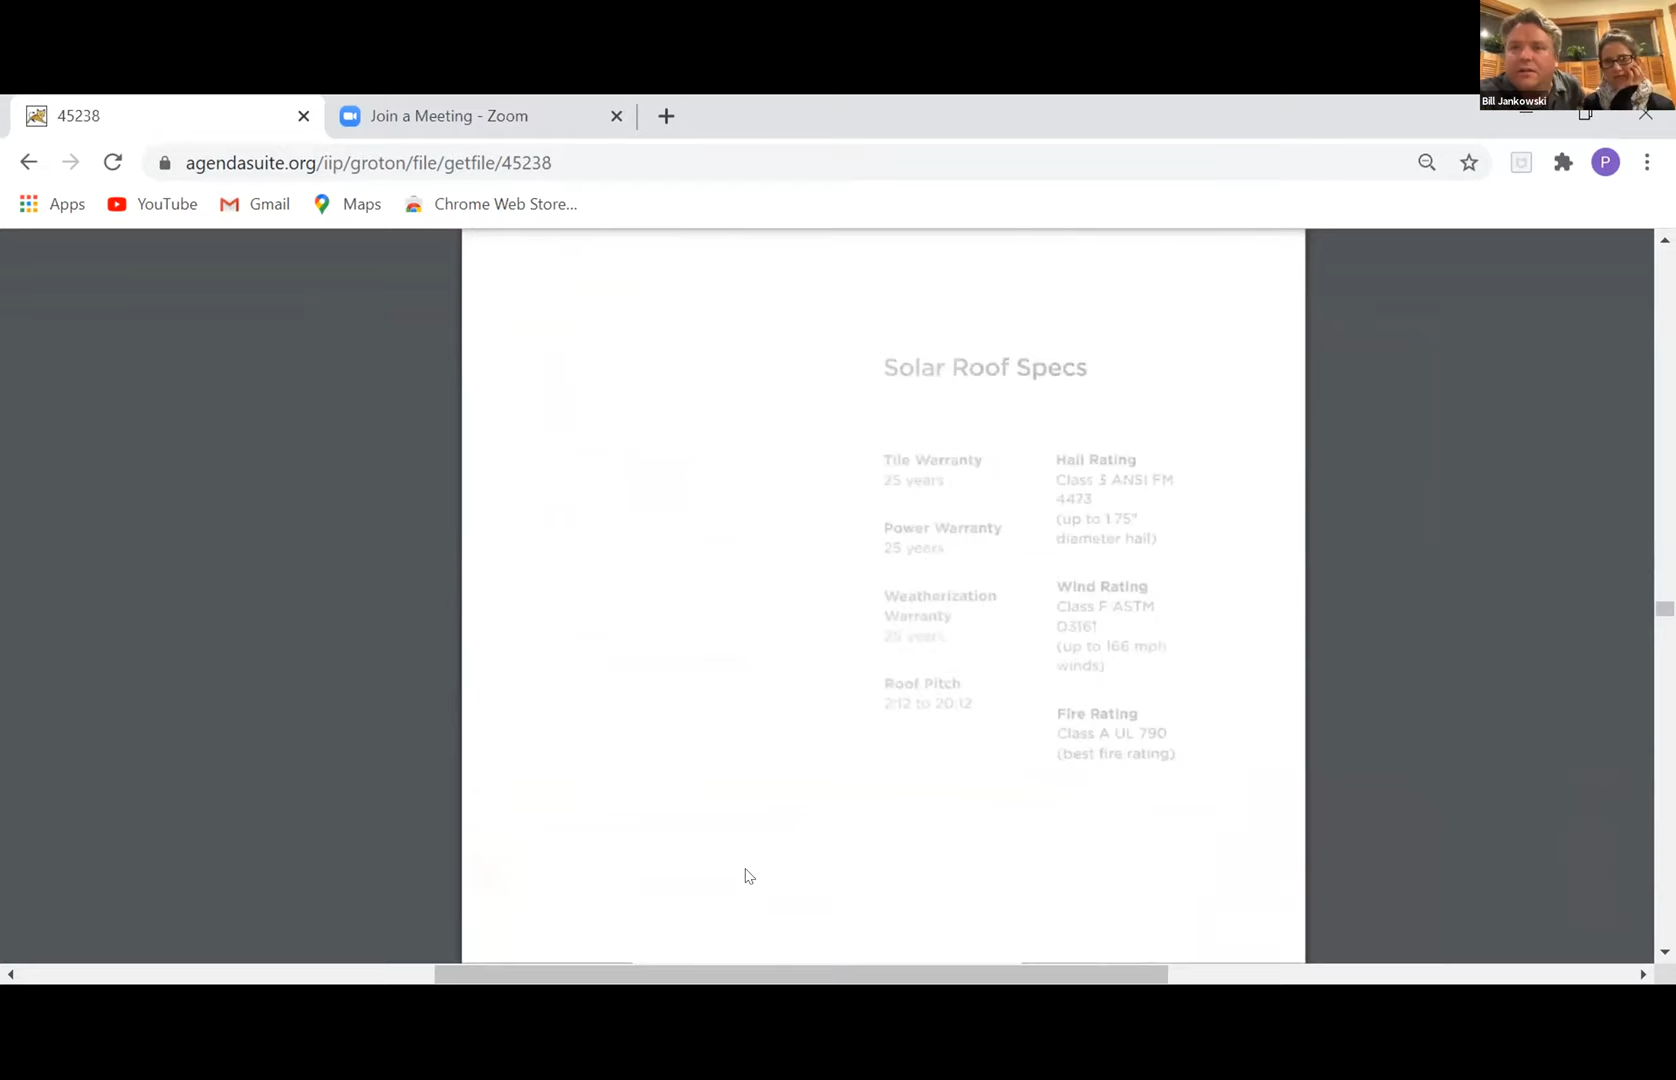 Bill Jankowski
45238
Join a Meeting - Zoom
agendasuite.org/iip/groton/file/getfile/45238
P
Apps
YouTube
Gmail
Maps
Chrome Web Store...
Solar Roof Specs
Tile Warranty
25 years
Power Warranty
25 years
Weatherization
Warranty
25 years
Roof Pitch
2:12 to 20:12
Hail Rating
Class 3 ANSI FM
4473
(up to 1.75"
diameter hail)
Wind Rating
Class F ASTM
D3161
(up to 166 mph
winds)
Fire Rating
Class A UL 790
(best fire rating)